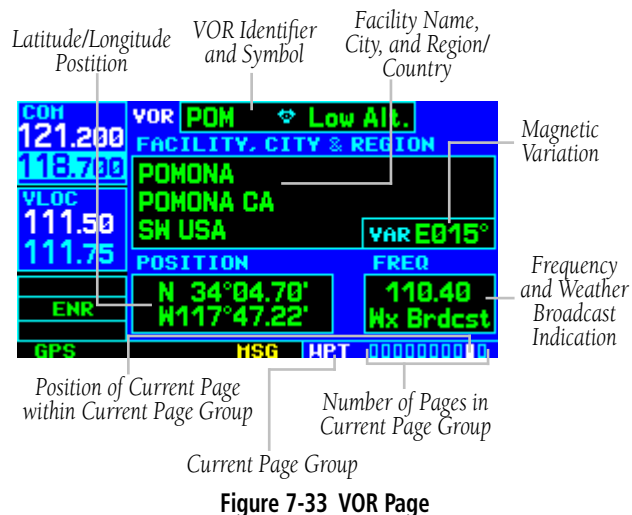 Latitude/Longitude
Postition
VOR Identifier
and Symbol
Facility Name,
City, and Region/
Country
COM
121.200
118.700
VLOC
111.50
111.75
ENR
GPS
VOR POM Low Alt.
FACILITY, CITY & REGION
POMONA
POMONA CA
SW USA
VAR E015°
POSITION
N 34°04.70'
W117°47.22'
FREQ
110.40
Wx Brdcst
MSG
WPT
Magnetic
Variation
Frequency
and Weather
Broadcast
Indication
Position of Current Page
within Current Page Group
Number of Pages in
Current Page Group
Current Page Group
Figure 7-33 VOR Page